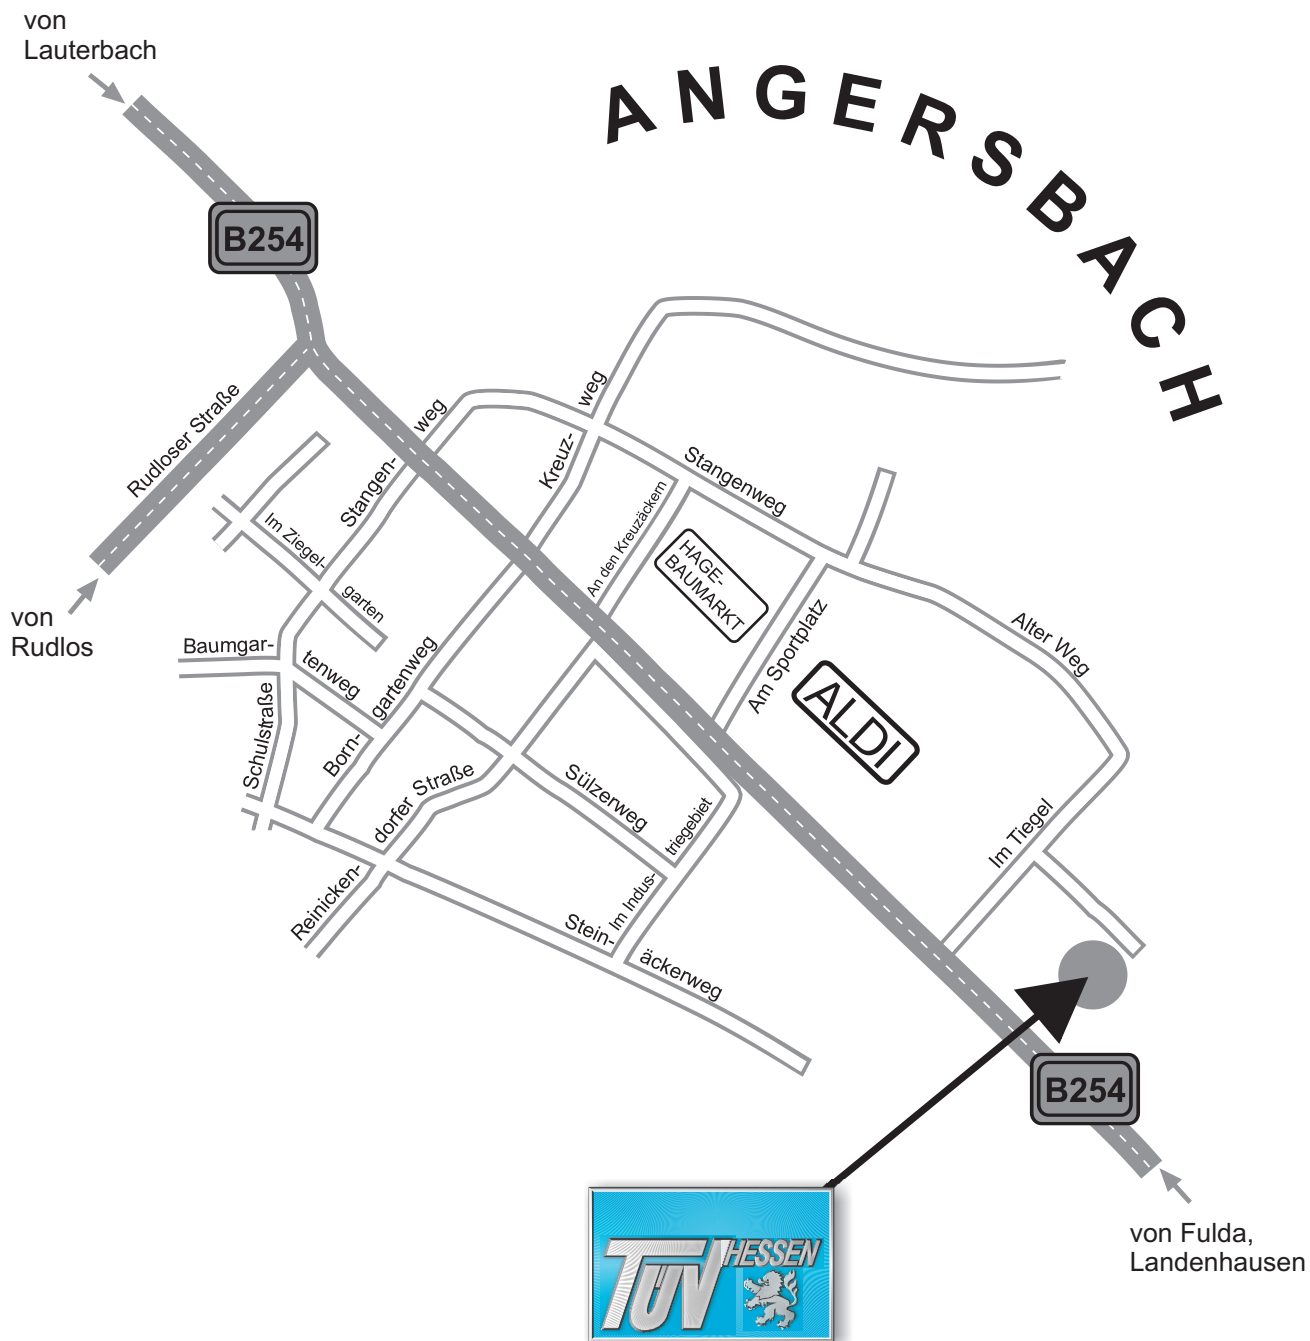 von
Lauterbach
ANGERSBACH
B254
Rudloser Straße
von
Rudlos
Stangen-
weg
Kreuz-
weg
Stangenweg
An den Kreuzäckern
HAGE-
BAUMARKT
Im Ziegel-
garten
Baumgar-
tenweg
Schulstraße
Born-
gartenweg
Am Sportplatz
ALDI
Alter Weg
Reinicken-
dorfer Straße
Sülzerweg
Im Indus-
triegebiet
Im Tiegel
Stein-
äckerweg
B254
von Fulda,
Landenhausen
TÜV HESSEN